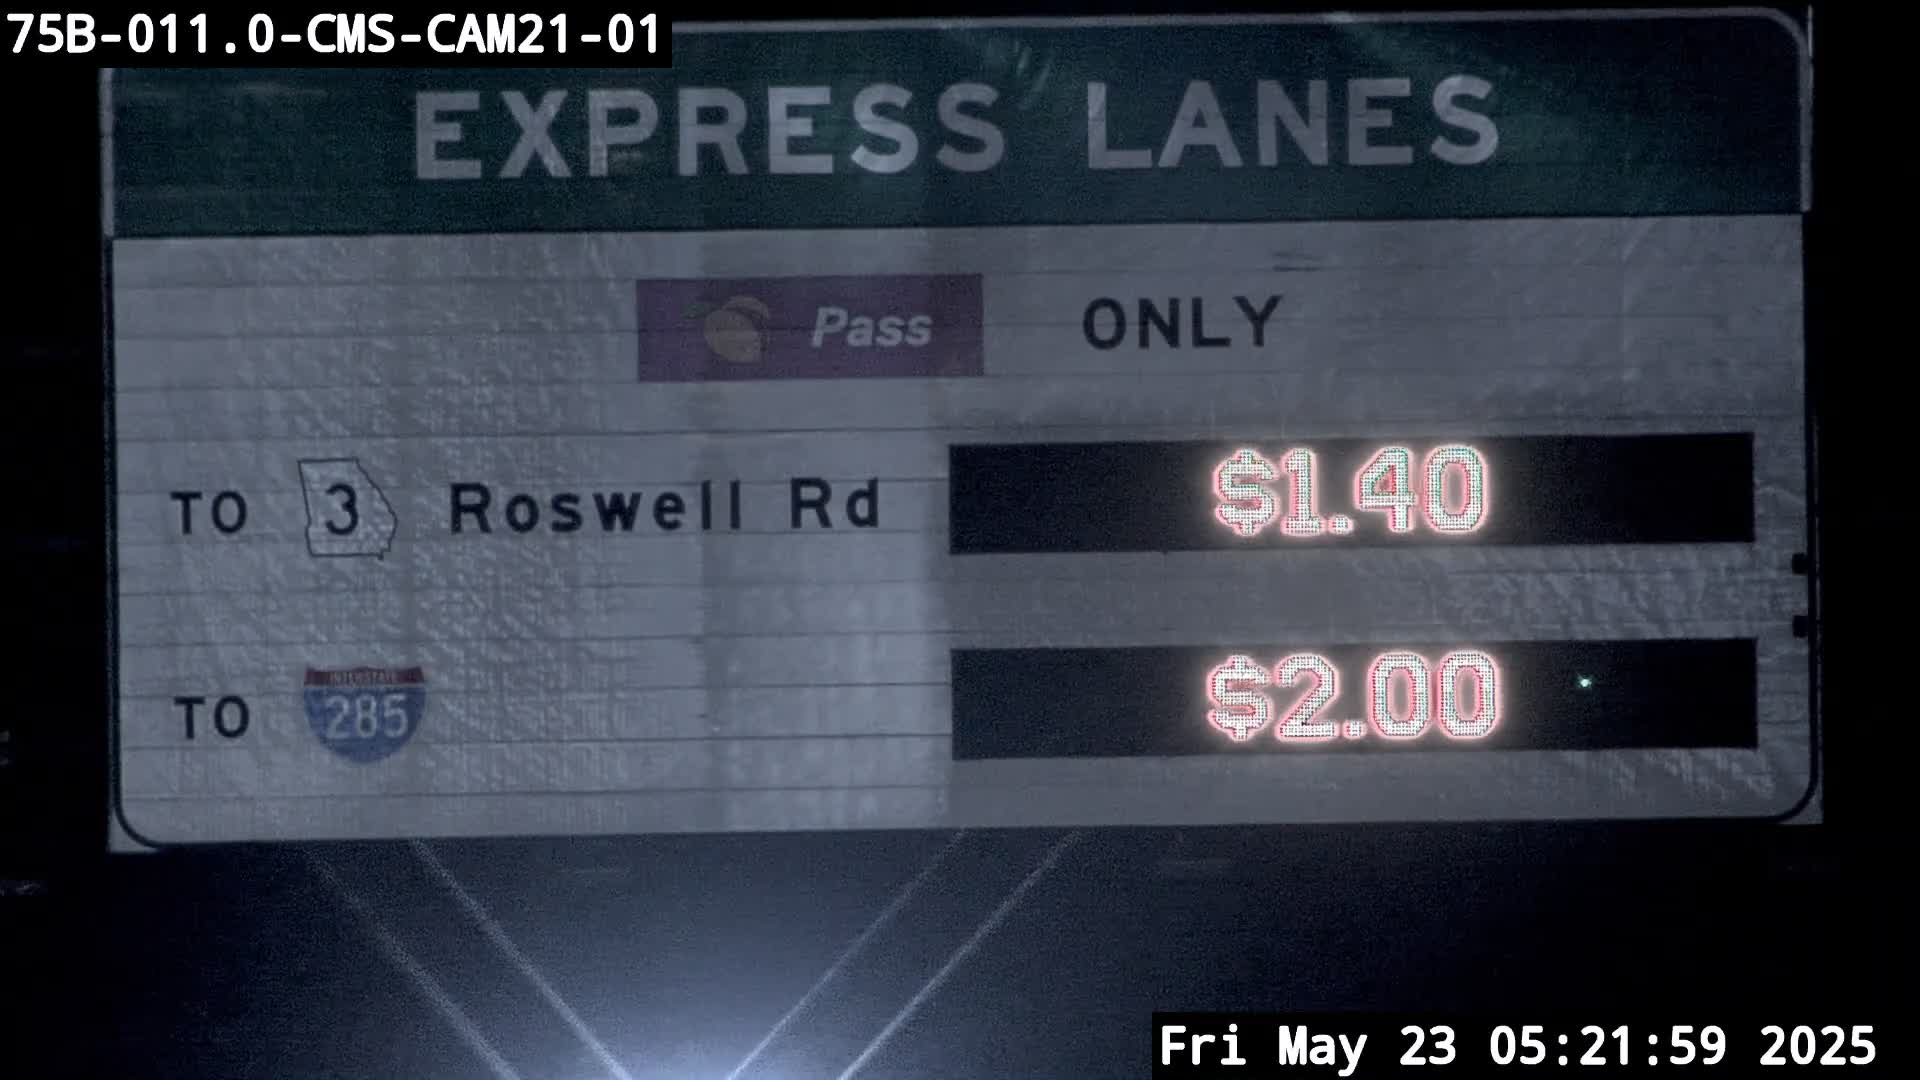 75B-011.0-CMS-CAM21-01
EXPRESS LANES
Pass ONLY
TO 3 Roswell Rd $1.40
TO INTERSTATE 285 $2.00
Fri May 23 05:21:59 2025